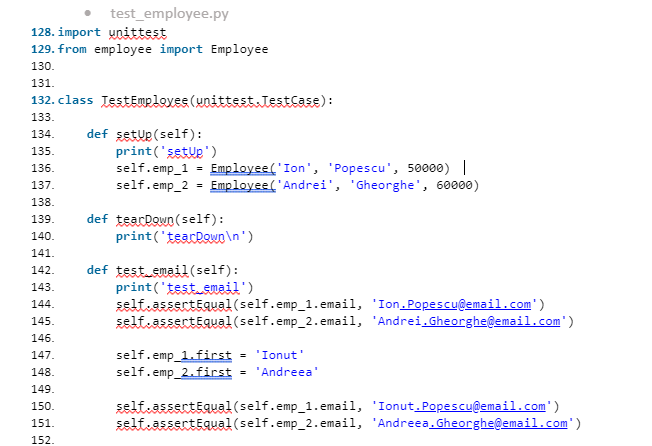 • test_employee.py
128. import unittest
129. from employee import Employee
130.
131.
132. class TestEmployee(unittest.TestCase):
133.
134.     def setUp(self):
135.         print('setUp')
136.         self.emp_1 = Employee('Ion', 'Popescu', 50000)
137.         self.emp_2 = Employee('Andrei', 'Gheorghe', 60000)
138.
139.     def tearDown(self):
140.         print('tearDown\n')
141.
142.     def test_email(self):
143.         print('test_email')
144.         self.assertEqual(self.emp_1.email, 'Ion.Popescu@email.com')
145.         self.assertEqual(self.emp_2.email, 'Andrei.Gheorghe@email.com')
146.
147.         self.emp_1.first = 'Ionut'
148.         self.emp_2.first = 'Andreea'
149.
150.         self.assertEqual(self.emp_1.email, 'Ionut.Popescu@email.com')
151.         self.assertEqual(self.emp_2.email, 'Andreea.Gheorghe@email.com')
152.